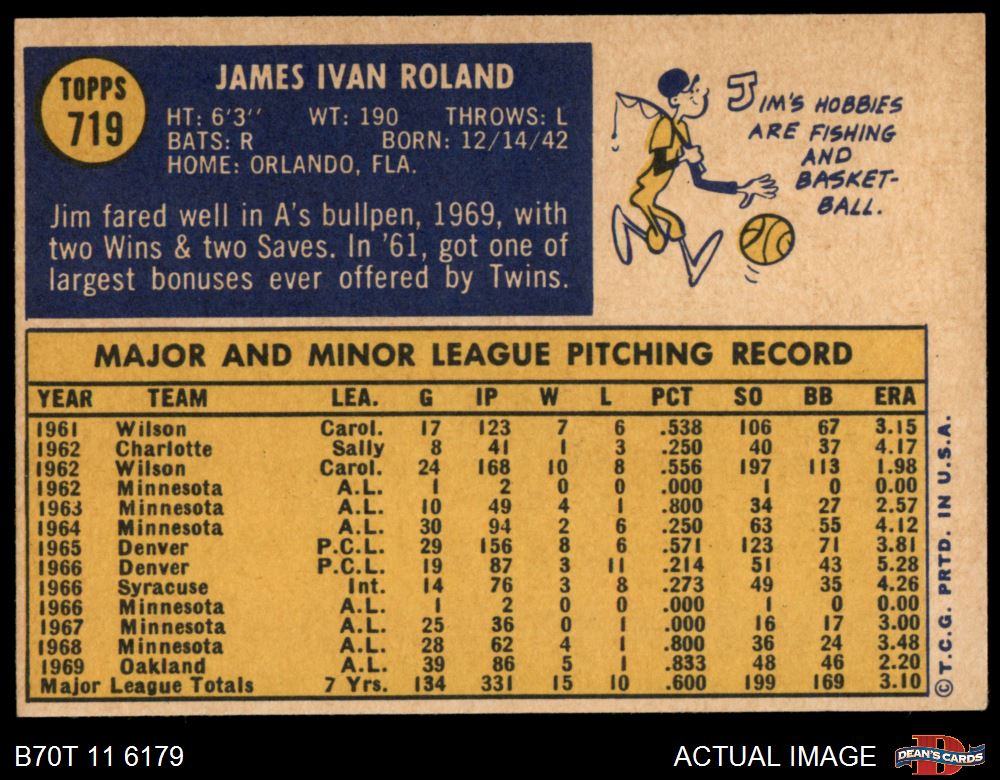 TOPPS
719
JAMES IVAN ROLAND
HT: 6'3" WT: 190 THROWS: L
BATS: R BORN: 12/14/42
HOME: ORLANDO, FLA.
Jim fared well in A's bullpen, 1969, with
two Wins & two Saves. In '61, got one of
largest bonuses ever offered by Twins.
JIM'S HOBBIES
ARE FISHING
AND
BASKET-
BALL.
MAJOR AND MINOR LEAGUE PITCHING RECORD
YEAR TEAM LEA. G IP W L PCT SO BB ERA
1961 Wilson Carol. 17 123 7 6 .538 106 67 3.15
1962 Charlotte Sally 8 41 1 3 .250 40 37 4.17
1962 Wilson Carol. 24 168 10 8 .556 197 113 1.98
1962 Minnesota A.L. 1 2 0 0 .000 1 0 0.00
1963 Minnesota A.L. 10 49 4 1 .800 34 27 2.57
1964 Minnesota A.L. 30 94 2 6 .250 63 55 4.12
1965 Denver P.C.L. 29 156 8 6 .571 123 71 3.81
1966 Denver P.C.L. 19 87 3 11 .214 51 43 5.28
1966 Syracuse Int. 14 76 3 8 .273 49 35 4.26
1966 Minnesota A.L. 1 2 0 0 .000 1 0 0.00
1967 Minnesota A.L. 25 36 0 1 .000 16 17 3.00
1968 Minnesota A.L. 28 62 4 1 .800 36 24 3.48
1969 Oakland A.L. 39 86 5 1 .833 48 46 2.20
Major League Totals 7 Yrs. 134 331 15 10 .600 199 169 3.10
© T.C.G. PRTD. IN U.S.A.
B70T 11 6179
ACTUAL IMAGE
DEAN'S CARDS